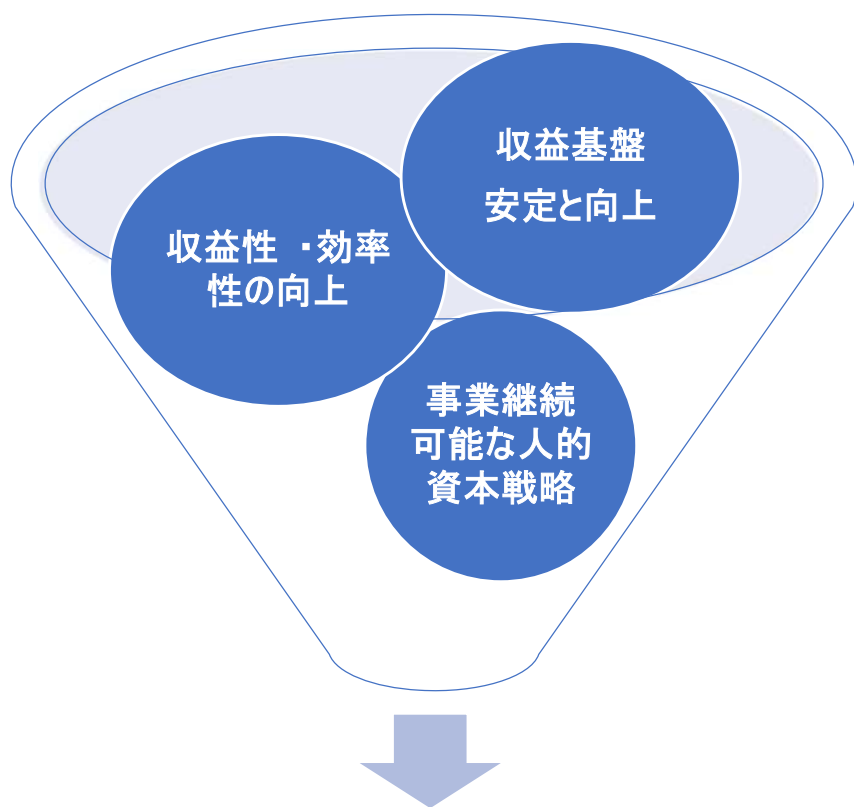 収益基盤
安定と向上
収益性 ・効率
性の向上
事業継続
可能な人的
資本戦略